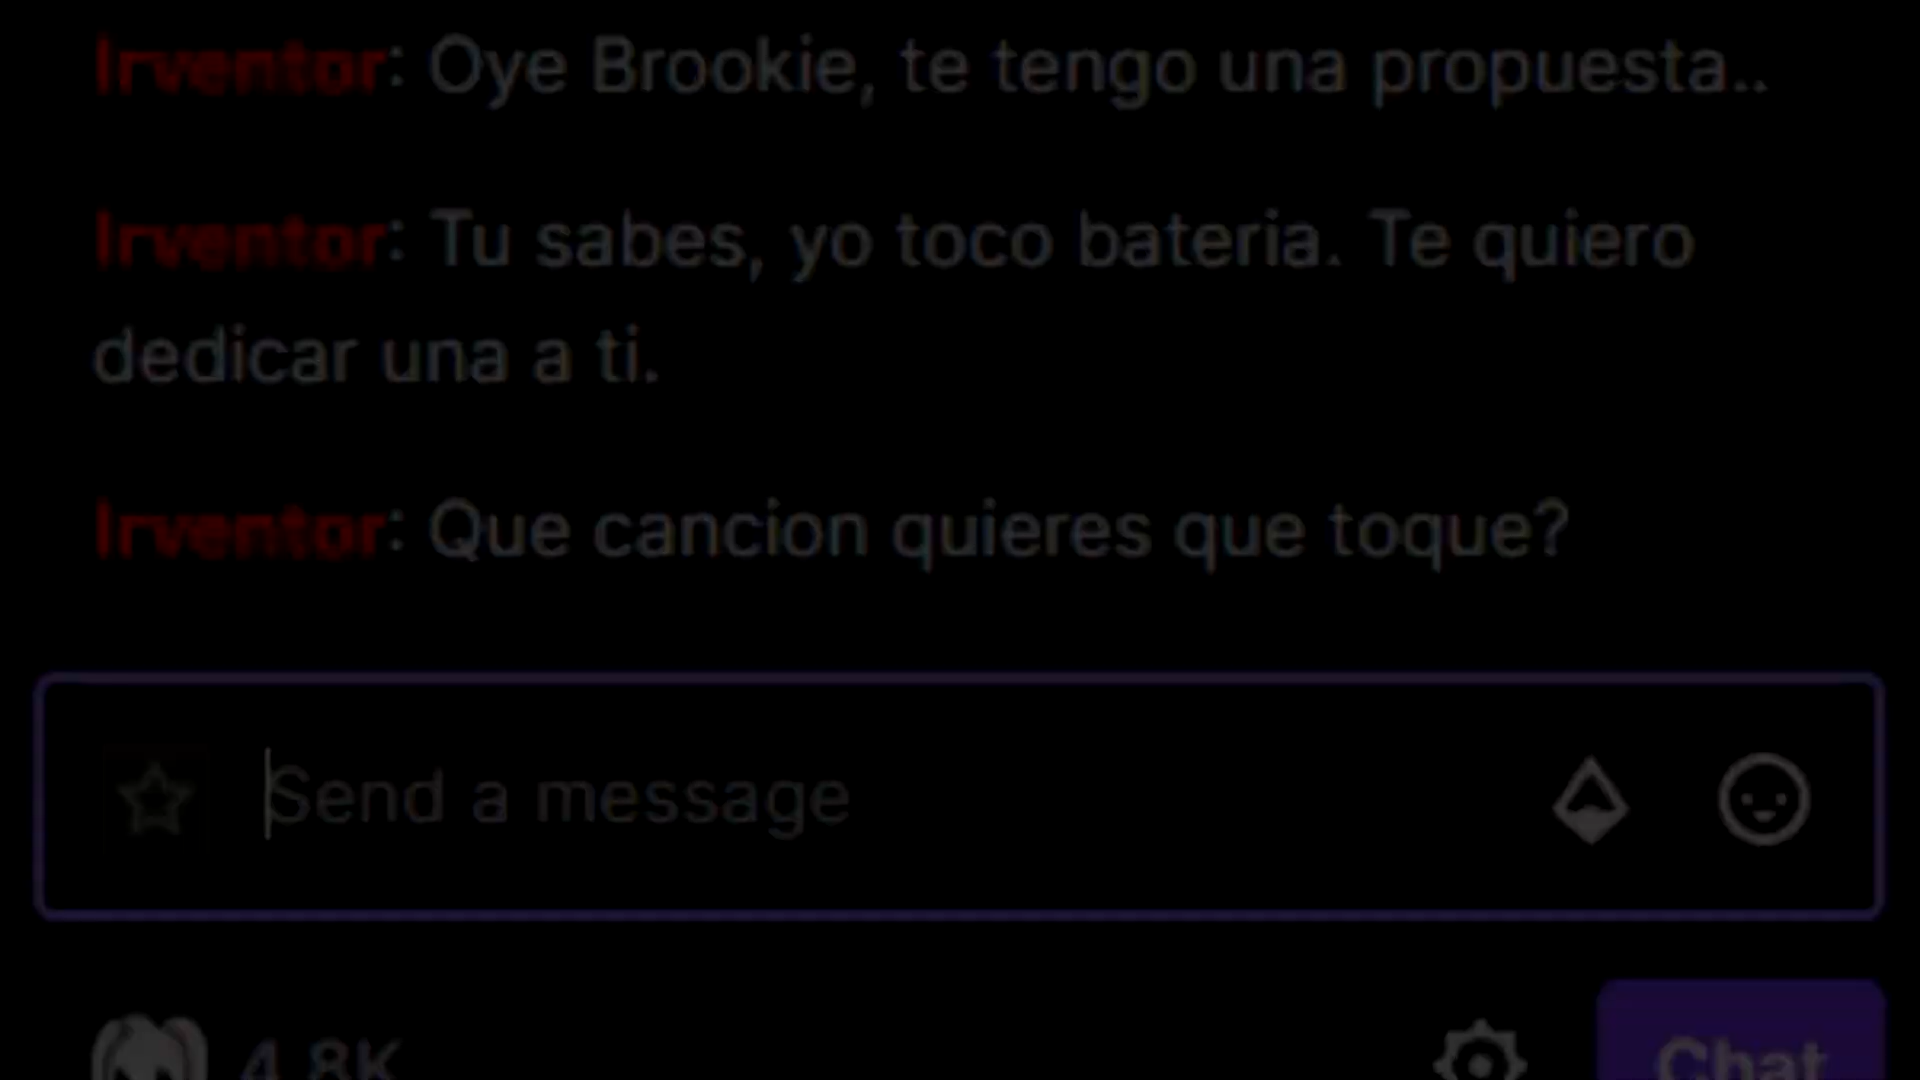 Irventor: Oye Brookie, te tengo una propuesta..
Irventor: Tu sabes, yo toco bateria. Te quiero
dedicar una a ti.
Irventor: Que cancion quieres que toque?
Send a message
4.8K
Chat